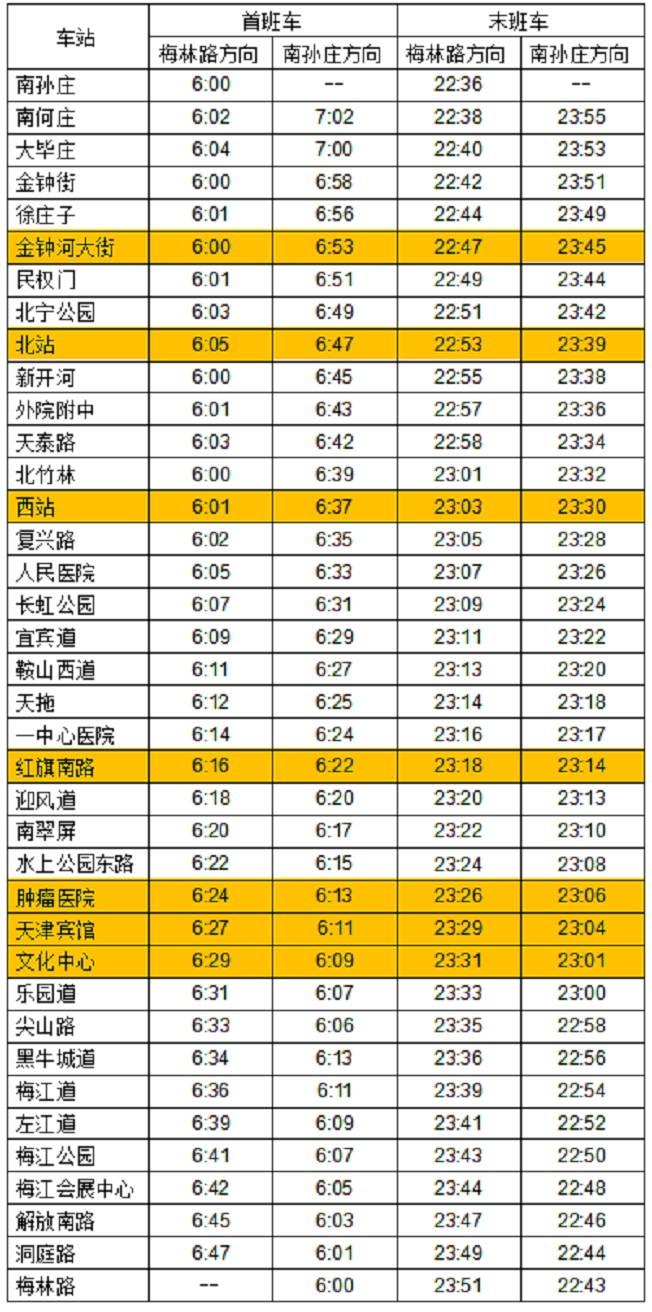 车站 首班车 末班车
梅林路方向 南孙庄方向 梅林路方向 南孙庄方向
南孙庄 6:00 -- 22:36 --
南何庄 6:02 7:02 22:38 23:55
大毕庄 6:04 7:00 22:40 23:53
金钟街 6:00 6:58 22:42 23:51
徐庄子 6:01 6:56 22:44 23:49
金钟河大街 6:00 6:53 22:47 23:45
民权门 6:01 6:51 22:49 23:44
北宁公园 6:03 6:49 22:51 23:42
北站 6:05 6:47 22:53 23:39
新开河 6:00 6:45 22:55 23:38
外院附中 6:01 6:43 22:57 23:36
天泰路 6:03 6:42 22:58 23:34
北竹林 6:00 6:39 23:01 23:32
西站 6:01 6:37 23:03 23:30
复兴路 6:02 6:35 23:05 23:28
人民医院 6:05 6:33 23:07 23:26
长虹公园 6:07 6:31 23:09 23:24
宜宾道 6:09 6:29 23:11 23:22
鞍山西道 6:11 6:27 23:13 23:20
天拖 6:12 6:25 23:14 23:18
一中心医院 6:14 6:24 23:16 23:17
红旗南路 6:16 6:22 23:18 23:14
迎风道 6:18 6:20 23:20 23:13
南翠屏 6:20 6:17 23:22 23:10
水上公园东路 6:22 6:15 23:24 23:08
肿瘤医院 6:24 6:13 23:26 23:06
天津宾馆 6:27 6:11 23:29 23:04
文化中心 6:29 6:09 23:31 23:01
乐园道 6:31 6:07 23:33 23:00
尖山路 6:33 6:06 23:35 22:58
黑牛城道 6:34 6:13 23:36 22:56
梅江道 6:36 6:11 23:39 22:54
左江道 6:39 6:09 23:41 22:52
梅江公园 6:41 6:07 23:43 22:50
梅江会展中心 6:42 6:05 23:44 22:48
解放南路 6:45 6:03 23:47 22:46
洞庭路 6:47 6:01 23:49 22:44
梅林路 -- 6:00 23:51 22:43